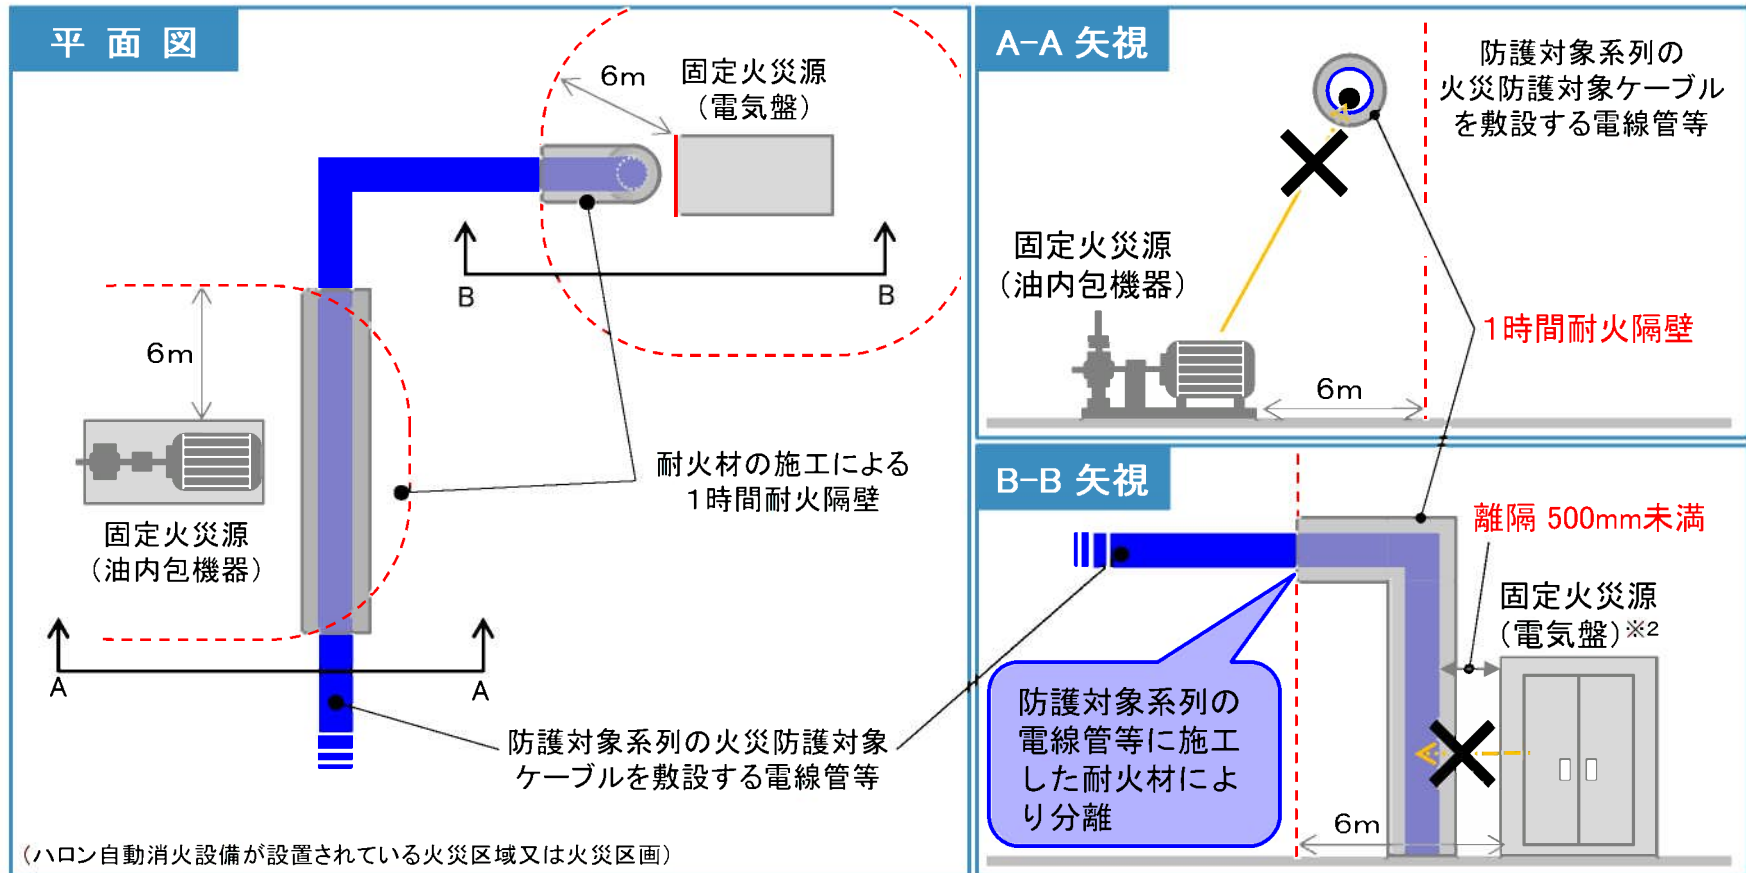 平 面 図
6m
固定火災源
(電気盤)
B
B
6m
固定火災源
(油内包機器)
耐火材の施工による
1時間耐火隔壁
A
A
防護対象系列の火災防護対象
ケーブルを敷設する電線管等
(ハロン自動消火設備が設置されている火災区域又は火災区画)
A-A 矢視
防護対象系列の
火災防護対象ケーブル
を敷設する電線管等
固定火災源
(油内包機器)
1時間耐火隔壁
6m
B-B 矢視
離隔 500mm未満
固定火災源
(電気盤)※2
防護対象系列の
電線管等に施工
した耐火材によ
り分離
6m